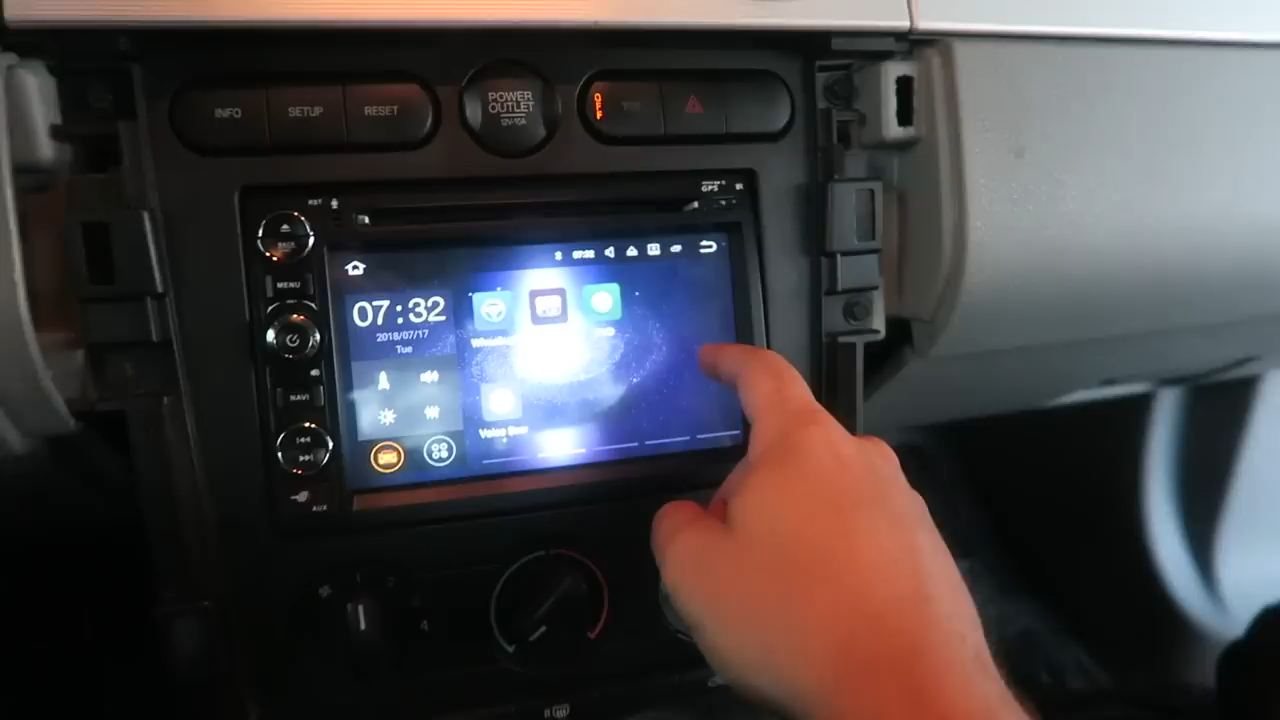 INFO SETUP RESET
POWER
OUTLET
12V-10A
OFF
RST
GPS
BACK
MENU
07:32
07:32
2018/07/17
Tue
NAVI
AUX
4